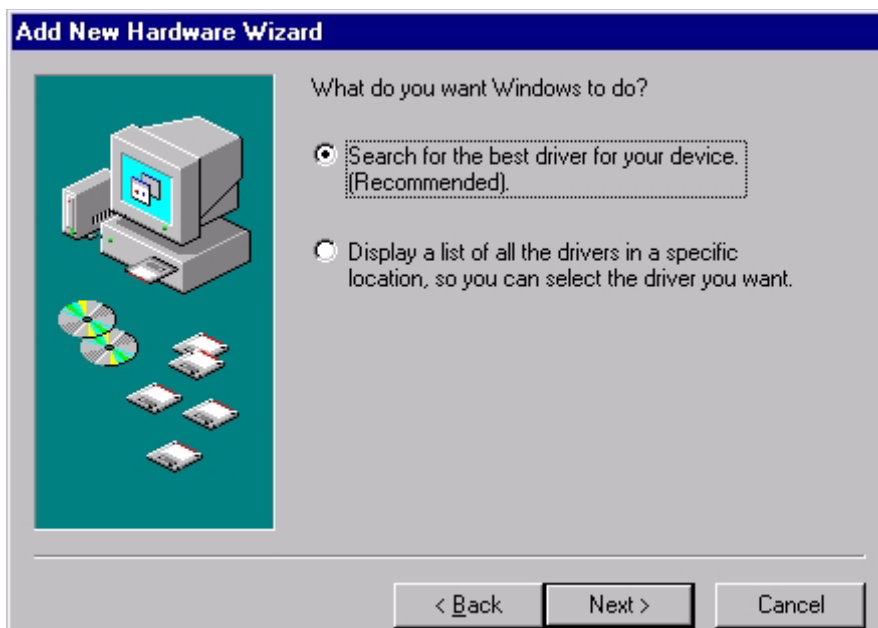 Add New Hardware Wizard
What do you want Windows to do?
Search for the best driver for your device.
(Recommended).
Display a list of all the drivers in a specific
location, so you can select the driver you want.
< Back
Next >
Cancel